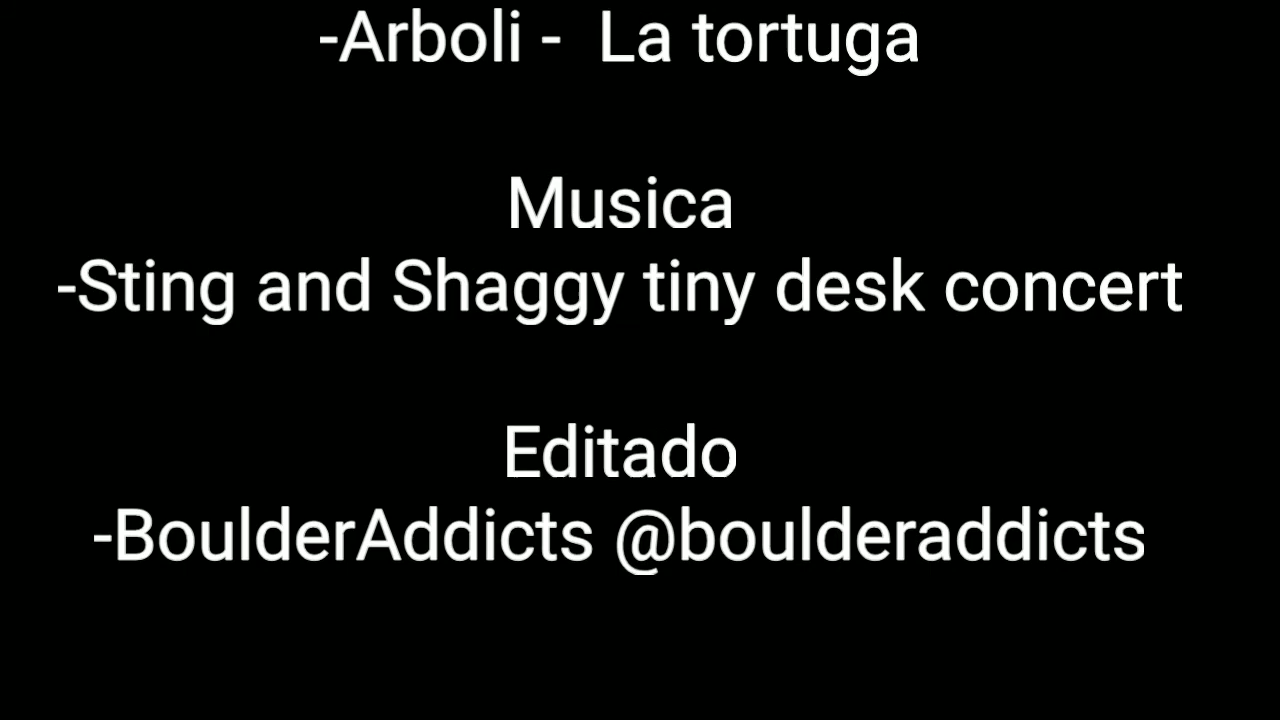 -Arboli -  La tortuga
Musica
-Sting and Shaggy tiny desk concert
Editado
-BoulderAddicts @boulderaddicts